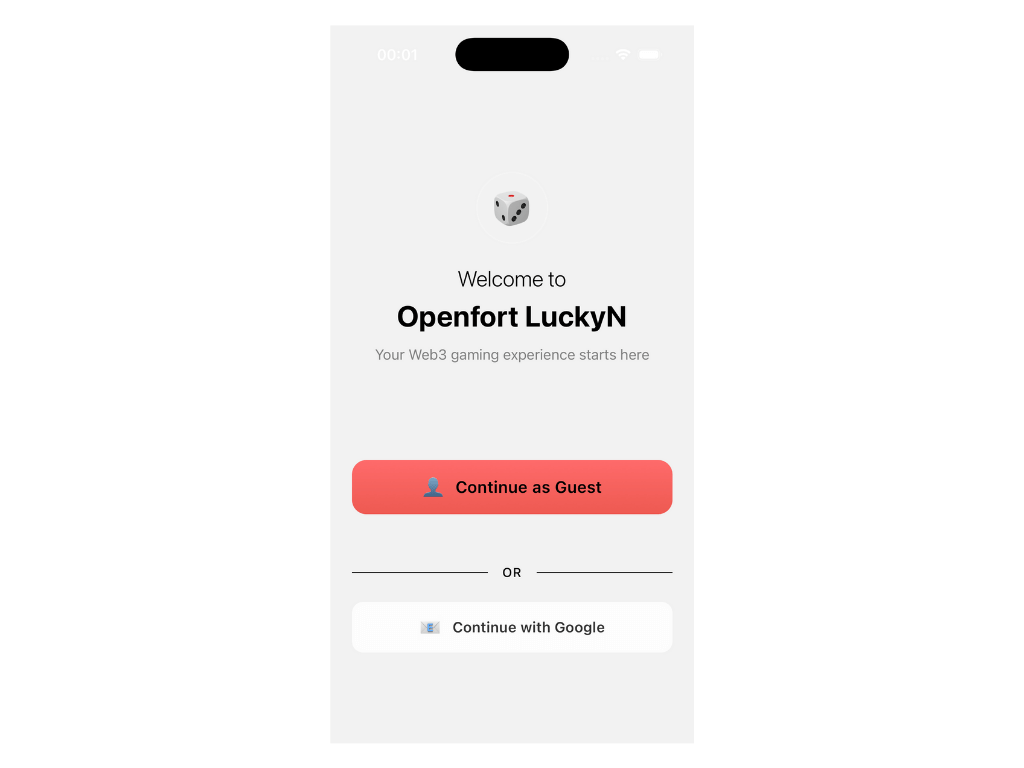 00:01
Welcome to
Openfort LuckyN
Your Web3 gaming experience starts here
Continue as Guest
OR
Continue with Google